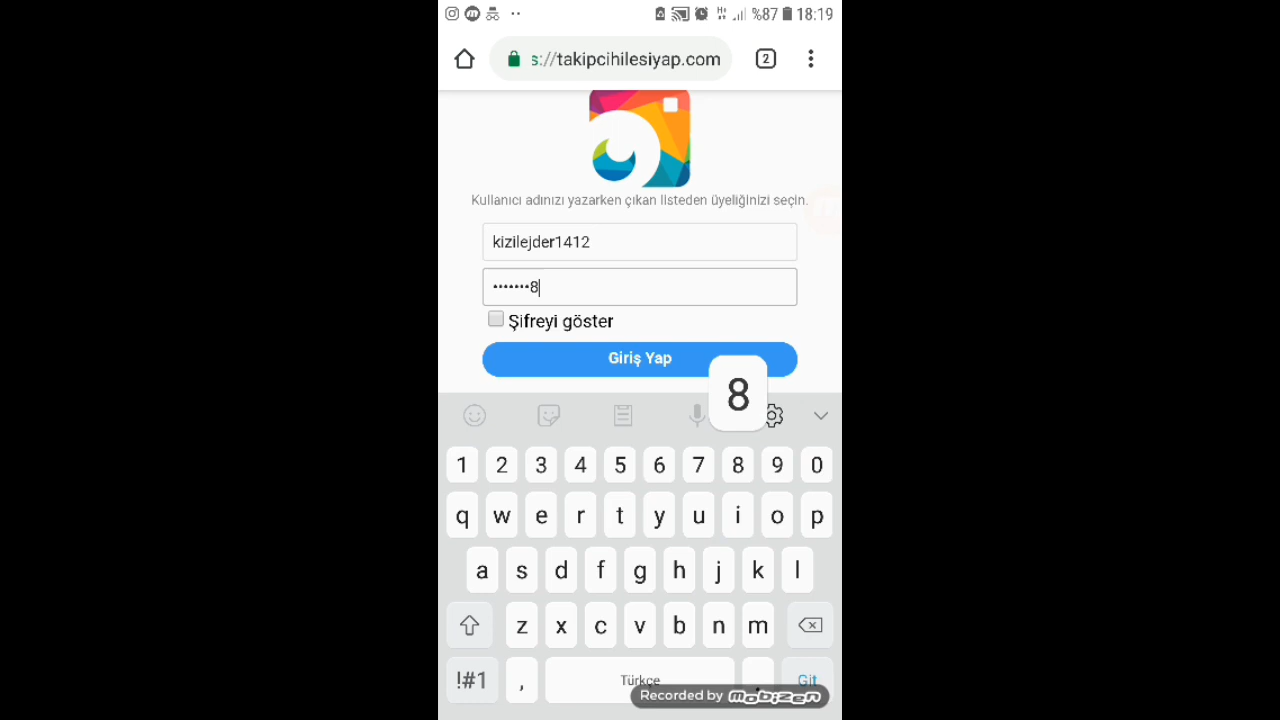 %87 18:19
s://takipcihilesiyap.com 2
Kullanıcı adınızı yazarken çıkan listeden üyeliğinizi seçin.
kizilejder1412
•••••••8
Şifreyi göster
Giriş Yap
8
1 2 3 4 5 6 7 8 9 0
q w e r t y u i o p
a s d f g h j k l
z x c v b n m
!#1 , Türkçe . Git
Recorded by mobizen